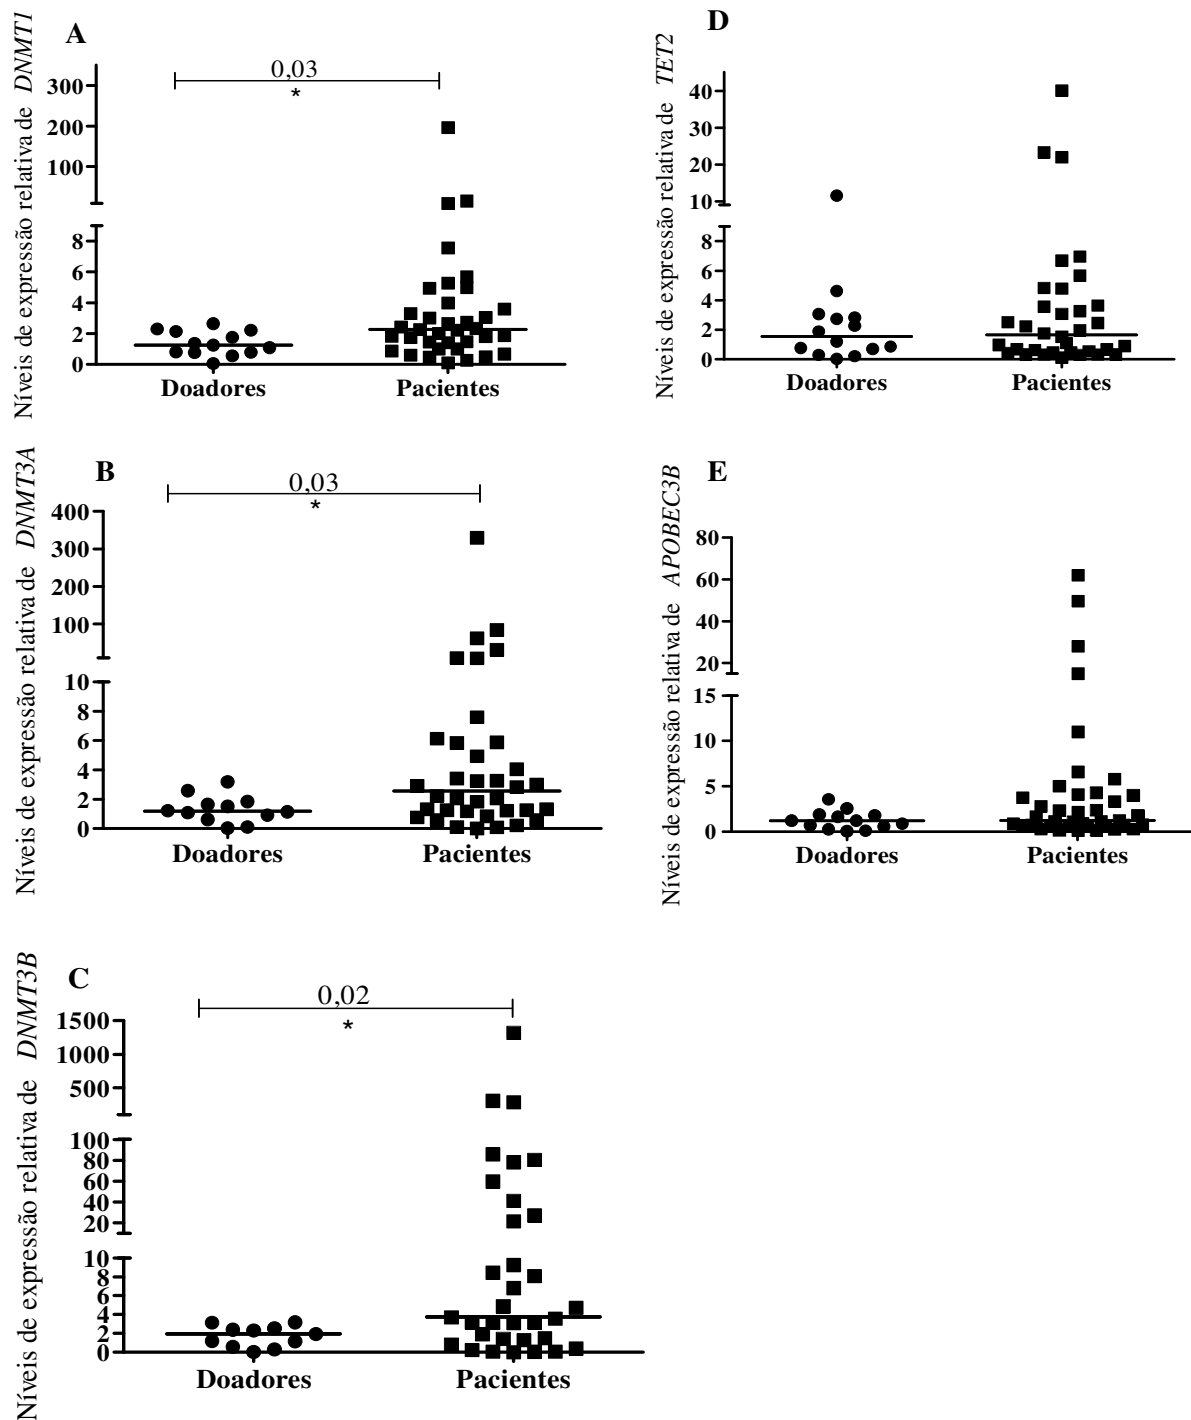 A
Níveis de expressão relativa de DNMT1
0,03
*
300
200
100
8
6
4
2
0
Doadores
Pacientes
D
Níveis de expressão relativa de TET2
40
30
20
10
8
6
4
2
0
Doadores
Pacientes
B
Níveis de expressão relativa de DNMT3A
0,03
*
400
300
200
100
10
8
6
4
2
0
Doadores
Pacientes
E
Níveis de expressão relativa de APOBEC3B
80
60
40
20
15
10
5
0
Doadores
Pacientes
C
Níveis de expressão relativa de DNMT3B
0,02
*
1500
1000
500
100
80
60
40
20
10
8
6
4
2
0
Doadores
Pacientes